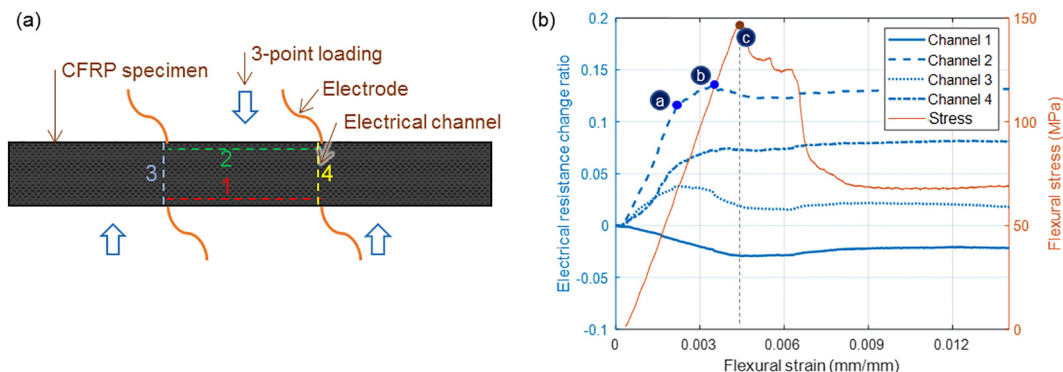 (a)
3-point loading
CFRP specimen
Electrode
Electrical channel
2
3
4
1
(b)
0.2
0.15
0.1
0.05
0
-0.05
-0.1
Electrical resistance change ratio
a
b
c
Channel 1
Channel 2
Channel 3
Channel 4
Stress
150
100
50
0
Flexural stress (MPa)
0
0.003
0.006
0.009
0.012
Flexural strain (mm/mm)